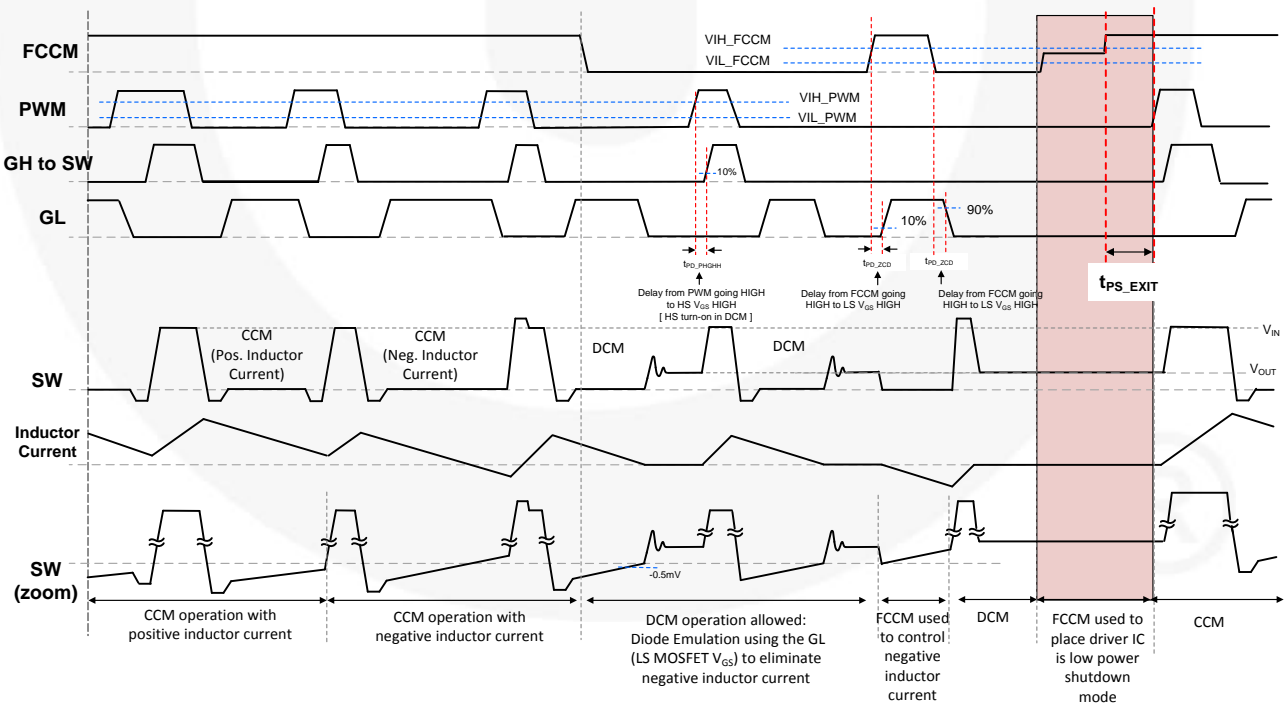 FCCM
VIH_FCCM
VIL_FCCM
PWM
VIH_PWM
VIL_PWM
GH to SW
10%
GL
10%
90%
tPD_PHGHH
tPD_ZCD
tPD_ZCD
tPS_EXIT
Delay from PWM going HIGH
to HS VGS HIGH
[ HS turn-on in DCM ]
Delay from FCCM going
HIGH to LS VGS HIGH
Delay from FCCM going
HIGH to LS VGS HIGH
SW
CCM
(Pos. Inductor
Current)
CCM
(Neg. Inductor
Current)
DCM
DCM
VIN
VOUT
Inductor
Current
SW
(zoom)
-0.5mV
CCM operation with
positive inductor current
CCM operation with
negative inductor current
DCM operation allowed:
Diode Emulation using the GL
(LS MOSFET VGS) to eliminate
negative inductor current
FCCM used
to control
negative
inductor
current
DCM
FCCM used to
place driver IC
is low power
shutdown
mode
CCM